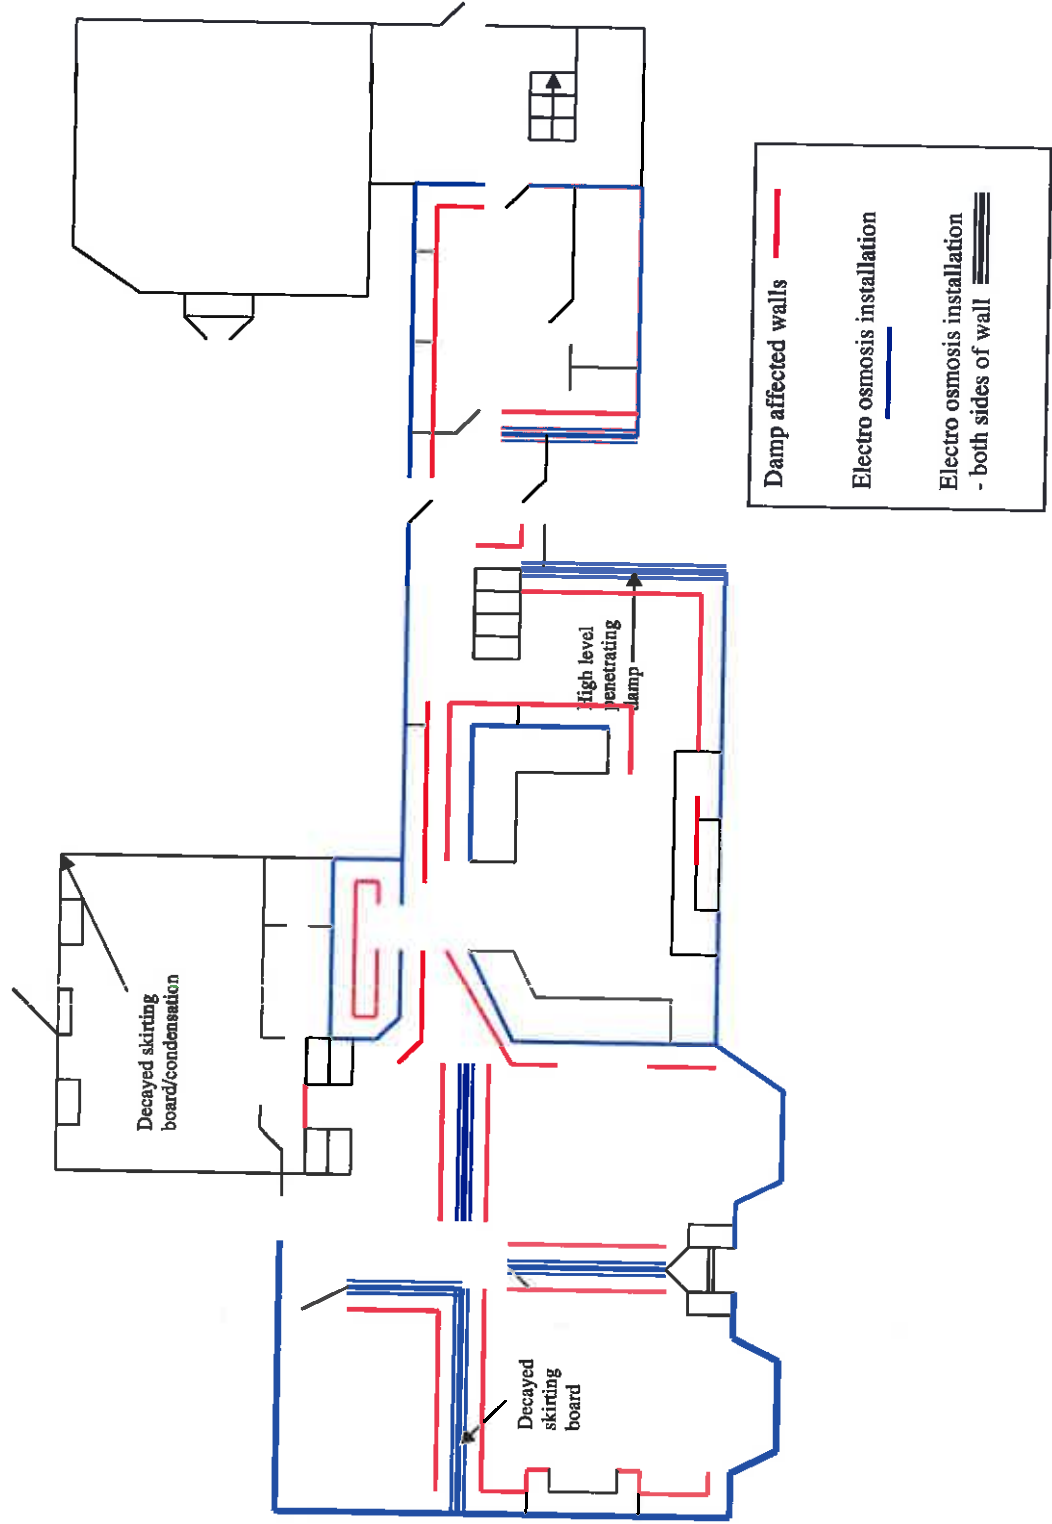 Decayed skirting
board/condensation
High level
penetrating
damp
Decayed
skirting
board
Damp affected walls
Electro osmosis installation
Electro osmosis installation
- both sides of wall